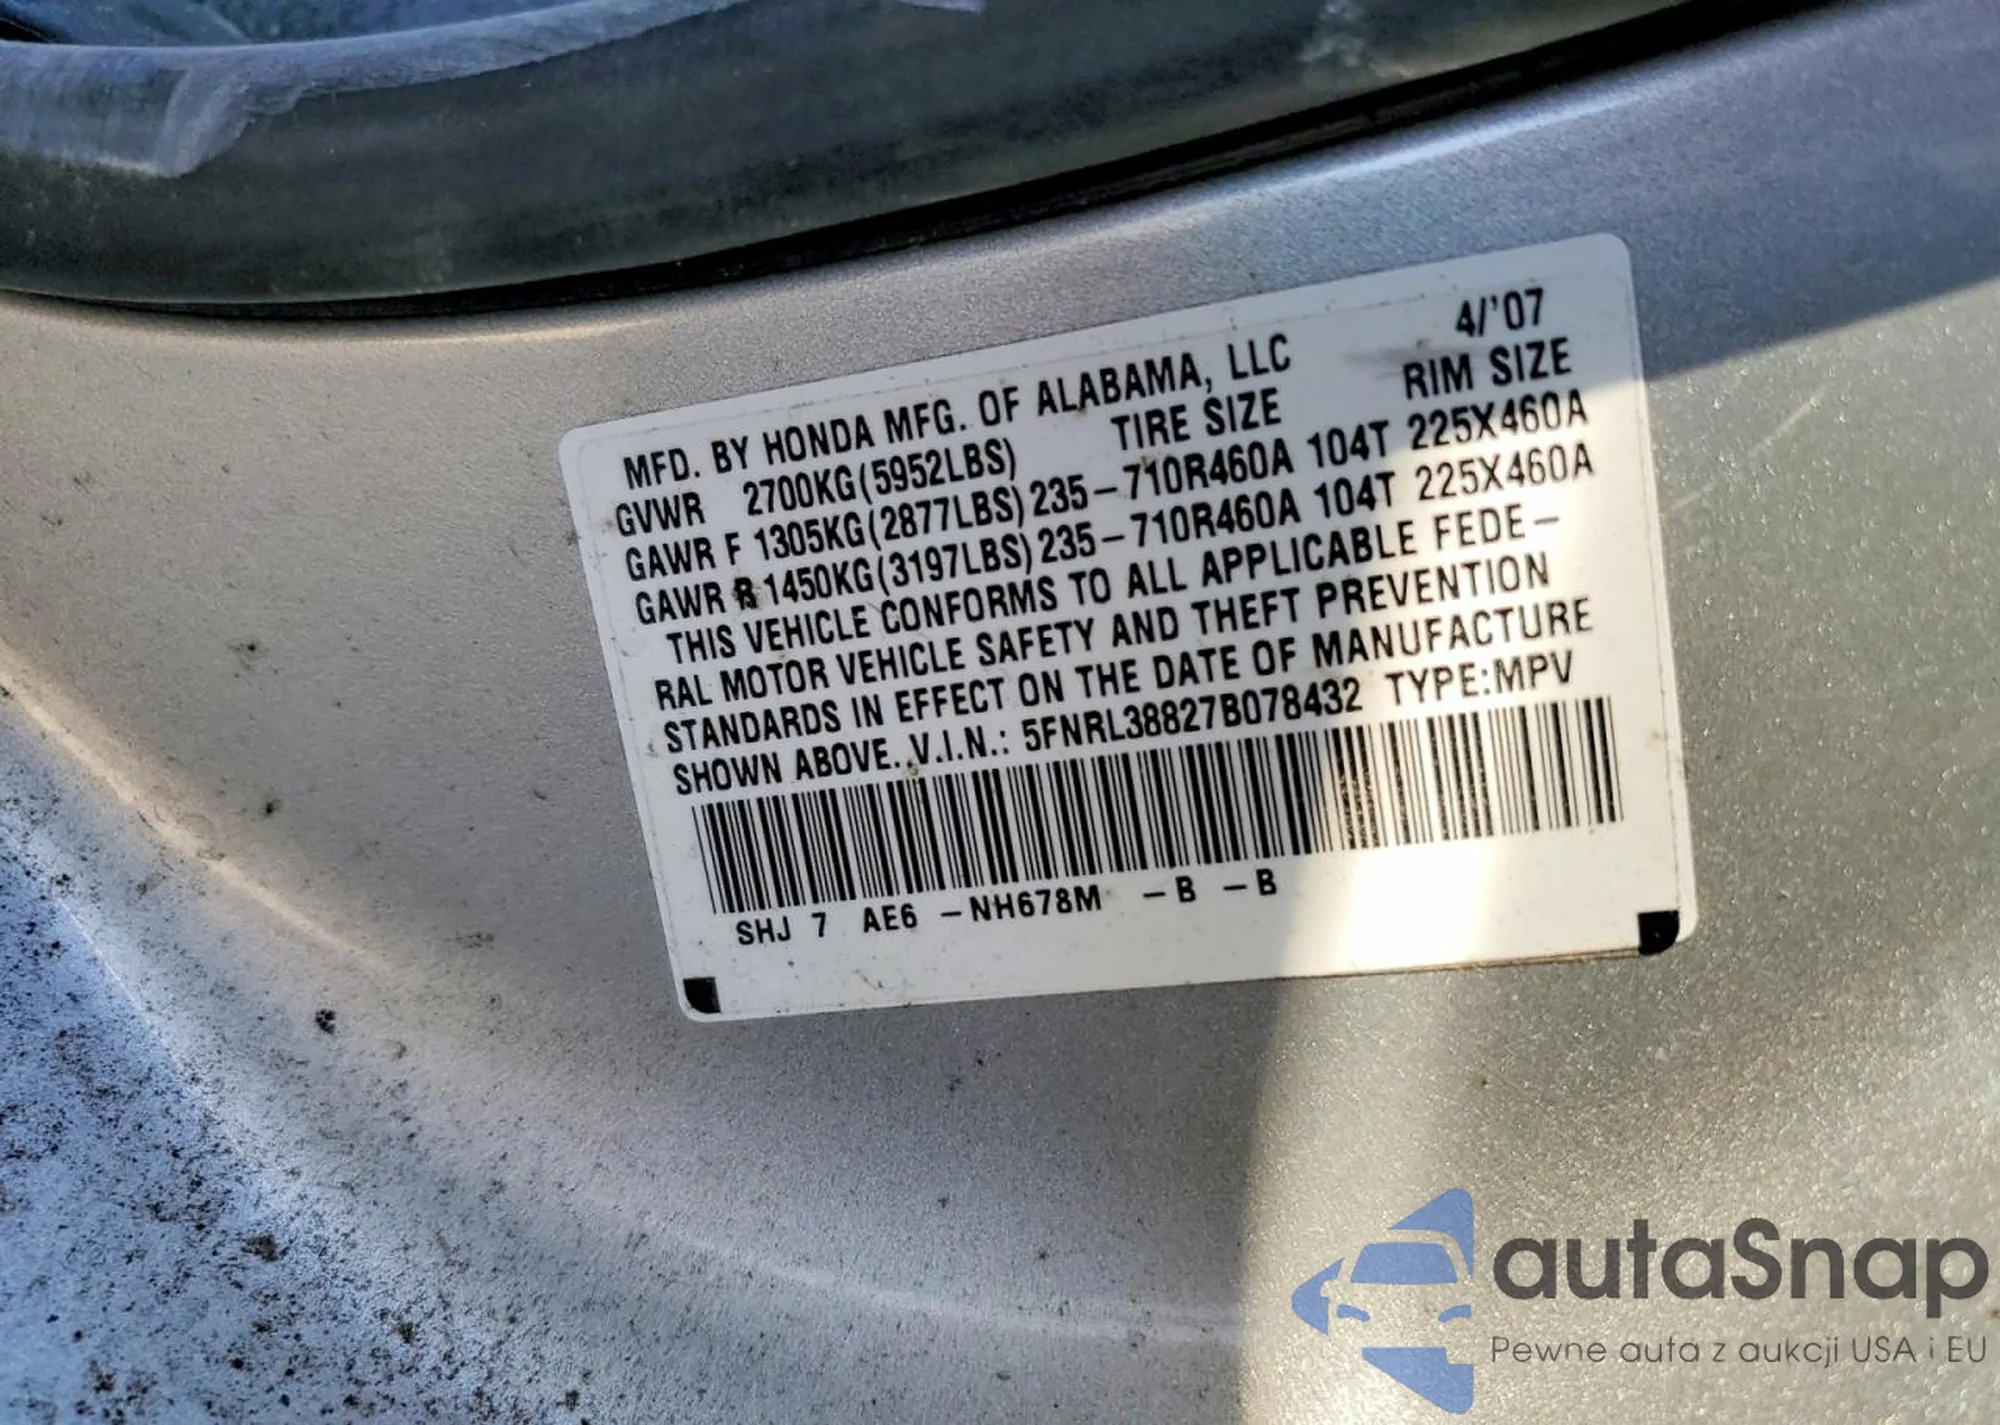 4/'07
MFD. BY HONDA MFG. OF ALABAMA, LLC RIM SIZE
GVWR 2700KG(5952LBS) TIRE SIZE
GAWR F 1305KG(2877LBS) 235-710R460A 104T 225X460A
GAWR R 1450KG(3197LBS) 235-710R460A 104T 225X460A
THIS VEHICLE CONFORMS TO ALL APPLICABLE FEDE-
RAL MOTOR VEHICLE SAFETY AND THEFT PREVENTION
STANDARDS IN EFFECT ON THE DATE OF MANUFACTURE
SHOWN ABOVE. V.I.N.: 5FNRL38827B078432 TYPE:MPV
SHJ 7 AE6 -NH678M -B -B
autaSnap
Pewne auta z aukcji USA i EU